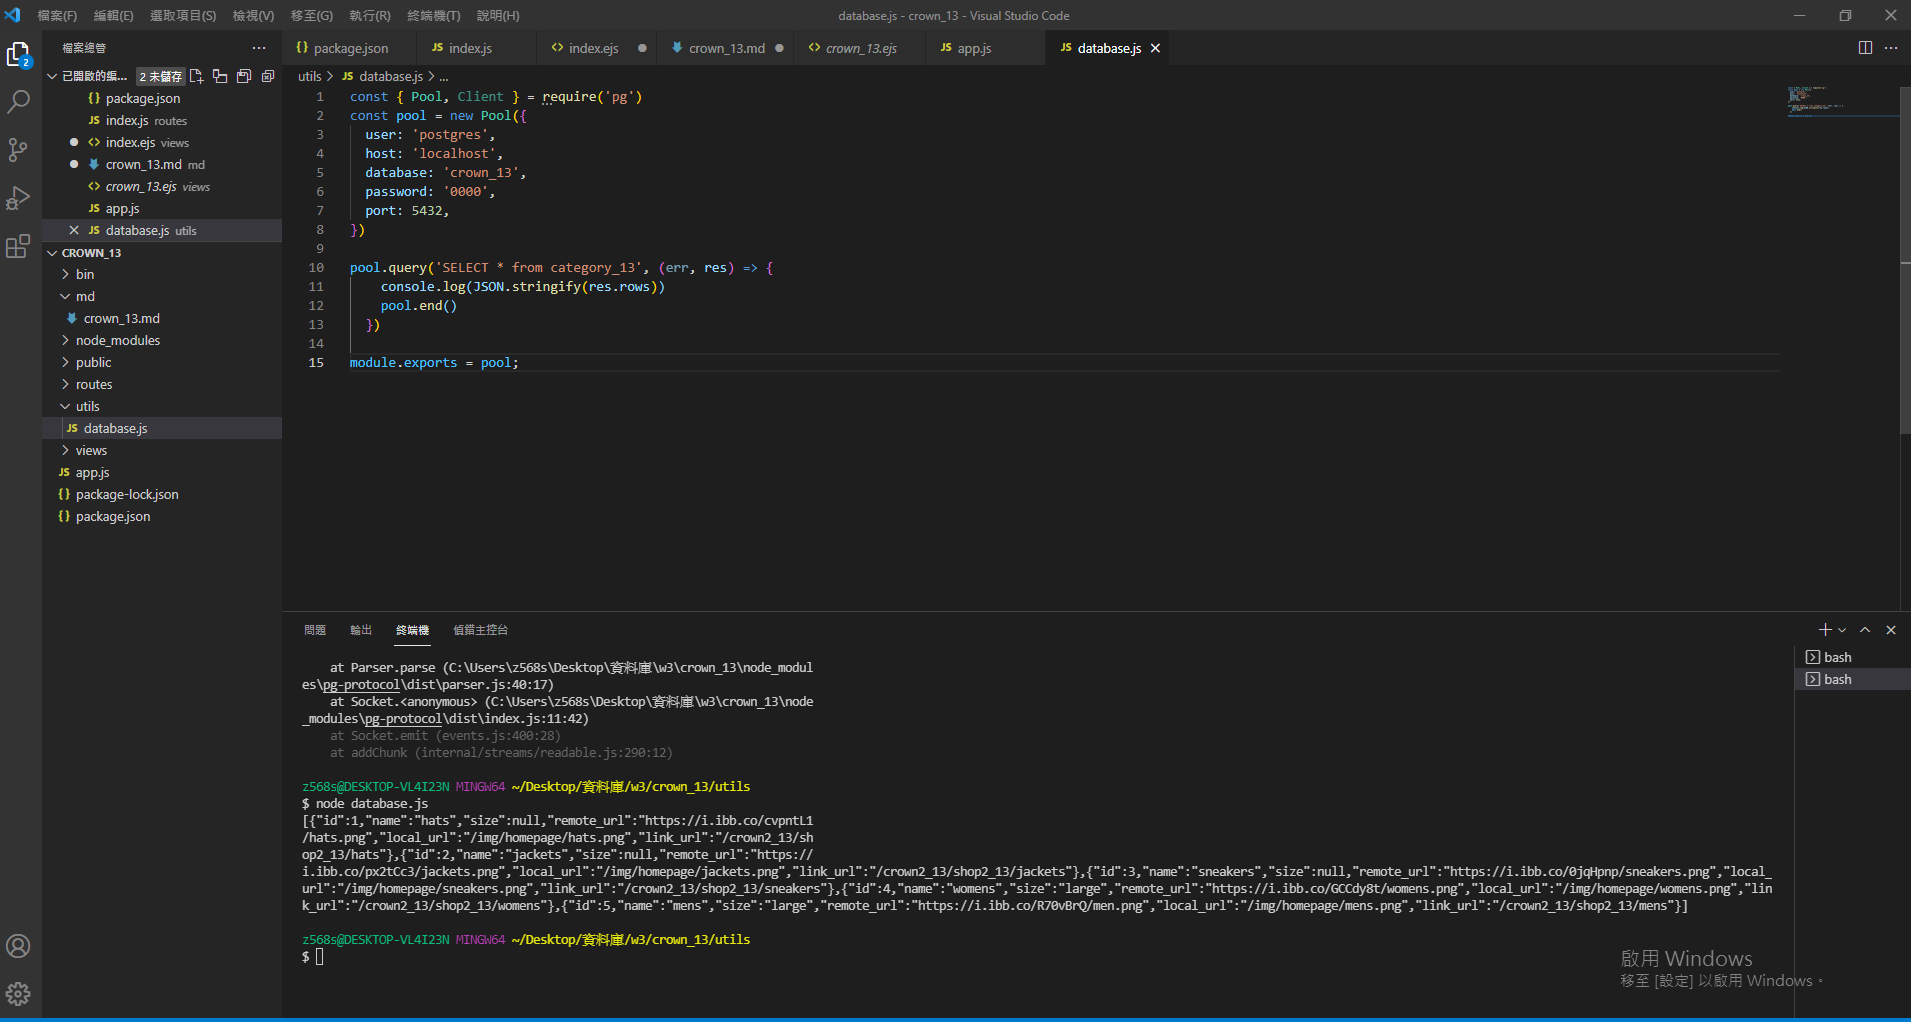 檔案(F) 編輯(E) 選取項目(S) 檢視(V) 移至(G) 執行(R) 終端機(T) 說明(H) database.js - crown_13 - Visual Studio Code
檔案總管 ...
package.json JS index.js index.ejs crown_13.md crown_13.ejs JS app.js JS database.js
2
已開啟的編... 2 未儲存
{} package.json
JS index.js routes
index.ejs views
crown_13.md md
crown_13.ejs views
JS app.js
JS database.js utils
CROWN_13
bin
md
crown_13.md
node_modules
public
routes
utils
JS database.js
views
JS app.js
{} package-lock.json
{} package.json
utils > JS database.js > ...
1 const { Pool, Client } = require('pg')
2 const pool = new Pool({
3 user: 'postgres',
4 host: 'localhost',
5 database: 'crown_13',
6 password: '0000',
7 port: 5432,
8 })
9
10 pool.query('SELECT * from category_13', (err, res) => {
11 console.log(JSON.stringify(res.rows))
12 pool.end()
13 })
14
15 module.exports = pool;
問題 輸出 終端機 偵錯主控台
bash
bash
at Parser.parse (C:\Users\z568s\Desktop\資料庫\w3\crown_13\node_modul
es\pg-protocol\dist\parser.js:40:17)
at Socket.<anonymous> (C:\Users\z568s\Desktop\資料庫\w3\crown_13\node
_modules\pg-protocol\dist\index.js:11:42)
at Socket.emit (events.js:400:28)
at addChunk (internal/streams/readable.js:290:12)
z568s@DESKTOP-VL4I23N MINGW64 ~/Desktop/資料庫/w3/crown_13/utils
$ node database.js
[{"id":1,"name":"hats","size":null,"remote_url":"https://i.ibb.co/cvpntL1
/hats.png","local_url":"/img/homepage/hats.png","link_url":"/crown2_13/sh
op2_13/hats"},{"id":2,"name":"jackets","size":null,"remote_url":"https://
i.ibb.co/px2tCc3/jackets.png","local_url":"/img/homepage/jackets.png","link_url":"/crown2_13/shop2_13/jackets"},{"id":3,"name":"sneakers","size":null,"remote_url":"https://i.ibb.co/0jqHpnp/sneakers.png","local_
url":"/img/homepage/sneakers.png","link_url":"/crown2_13/shop2_13/sneakers"},{"id":4,"name":"womens","size":"large","remote_url":"https://i.ibb.co/GCCdy8t/womens.png","local_url":"/img/homepage/womens.png","lin
k_url":"/crown2_13/shop2_13/womens"},{"id":5,"name":"mens","size":"large","remote_url":"https://i.ibb.co/R70vBrQ/men.png","local_url":"/img/homepage/mens.png","link_url":"/crown2_13/shop2_13/mens"}]
z568s@DESKTOP-VL4I23N MINGW64 ~/Desktop/資料庫/w3/crown_13/utils
$
啟用 Windows
移至 [設定] 以啟用 Windows。